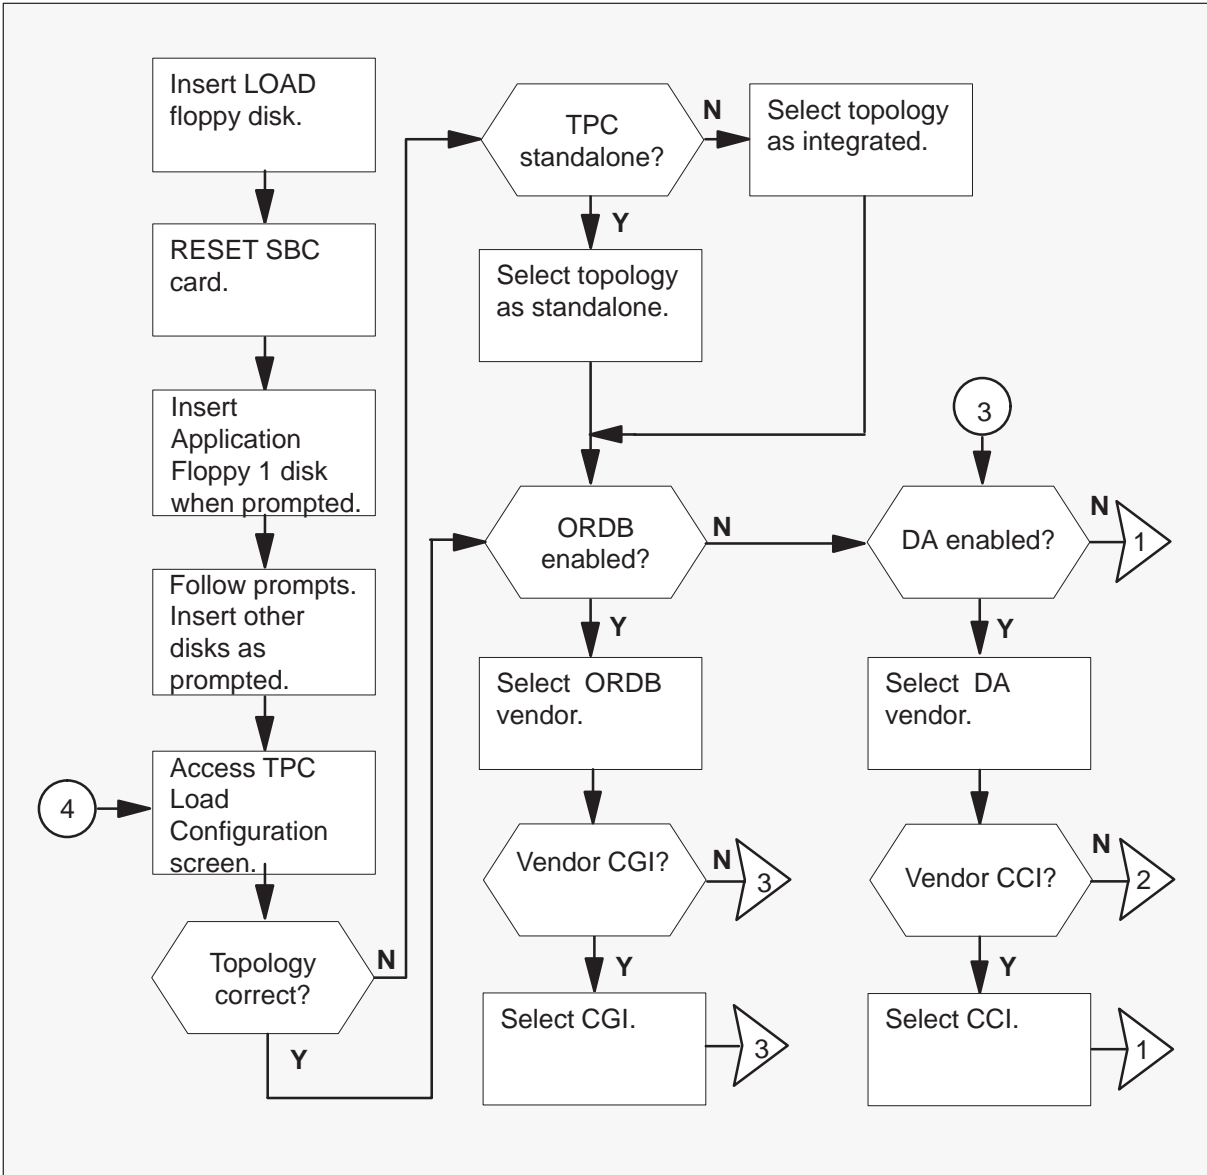 Insert LOAD
floppy disk.
RESET SBC
card.
Insert
Application
Floppy 1 disk
when prompted.
Follow prompts.
Insert other
disks as
prompted.
4
Access TPC
Load
Configuration
screen.
Topology
correct?
N
Y
TPC
standalone?
N
Y
Select topology
as integrated.
Select topology
as standalone.
ORDB
enabled?
N
Y
Select ORDB
vendor.
Vendor CGI?
N
3
Y
Select CGI.
3
3
DA enabled?
N
1
Y
Select DA
vendor.
Vendor CCI?
N
2
Y
Select CCI.
1